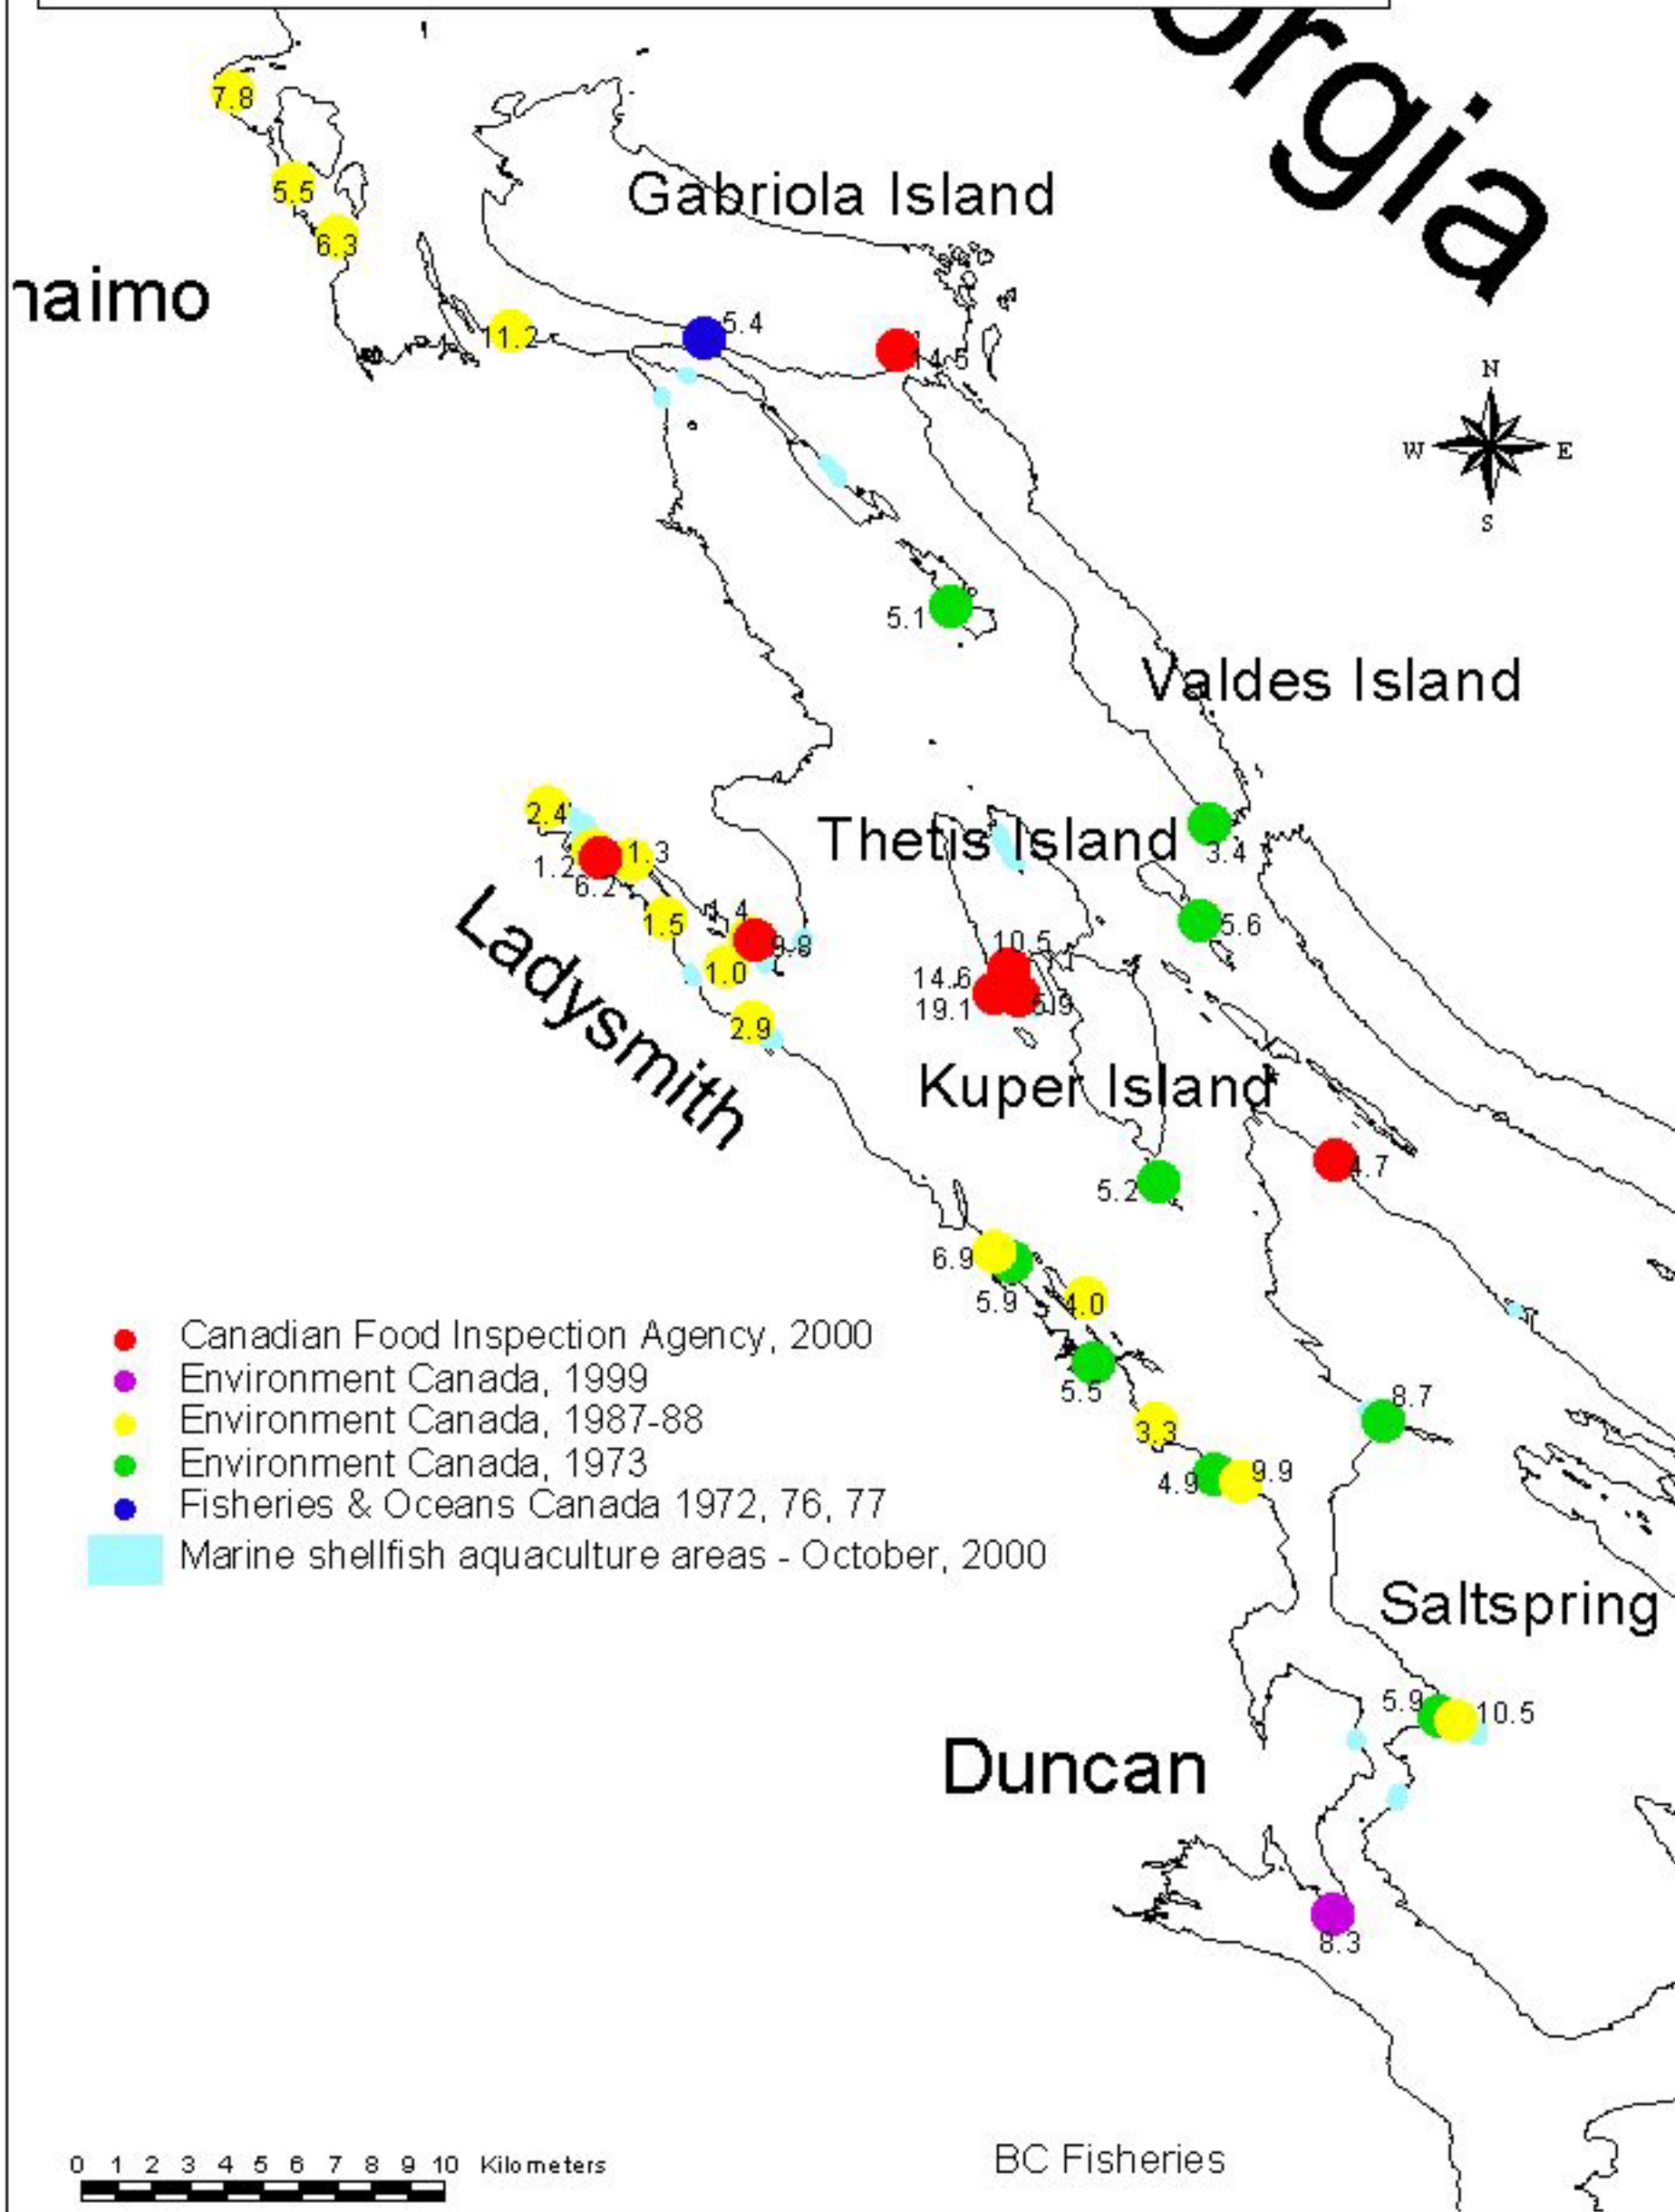 orgia
7.8
5.5
Gabriola Island
6.3
naimo
11.2
5.4
14.5
N
W E
S
5.1
Valdes Island
2.4
Thetis Island
3.4
1.2
1.3
6.2
1.5
1.4
9.8
5.6
Ladysmith
1.0
10.5
14.6
19.1
5.9
2.9
Kuper Island
4.7
5.2
6.9
5.9
4.0
Canadian Food Inspection Agency, 2000
Environment Canada, 1999
Environment Canada, 1987-88
Environment Canada, 1973
Fisheries & Oceans Canada 1972, 76, 77
Marine shellfish aquaculture areas - October, 2000
5.5
8.7
3.3
4.9
9.9
Saltspring
5.9
10.5
Duncan
8.3
0 1 2 3 4 5 6 7 8 9 10 Kilometers
BC Fisheries